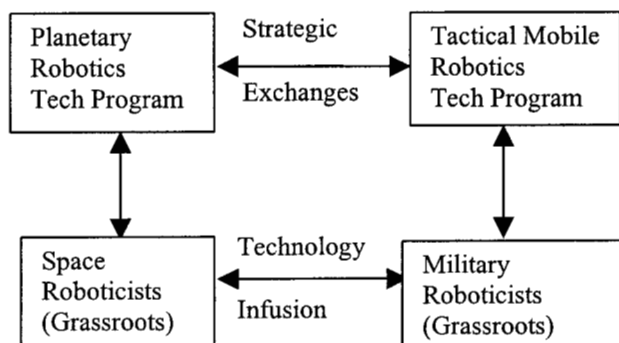 Planetary
Robotics
Tech Program
Strategic
Exchanges
Tactical Mobile
Robotics
Tech Program
Space
Roboticists
(Grassroots)
Technology
Infusion
Military
Roboticists
(Grassroots)